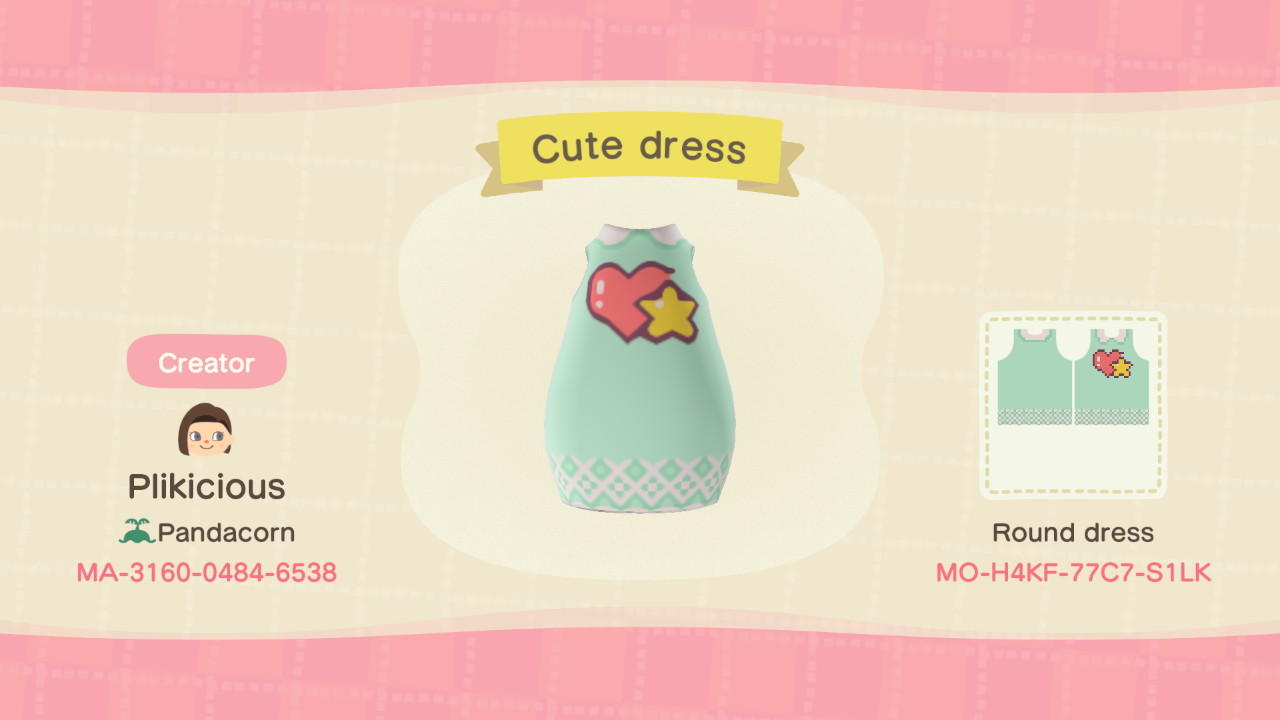 Cute dress
Creator
Plikicious
Pandacorn
MA-3160-0484-6538
Round dress
MO-H4KF-77C7-S1LK